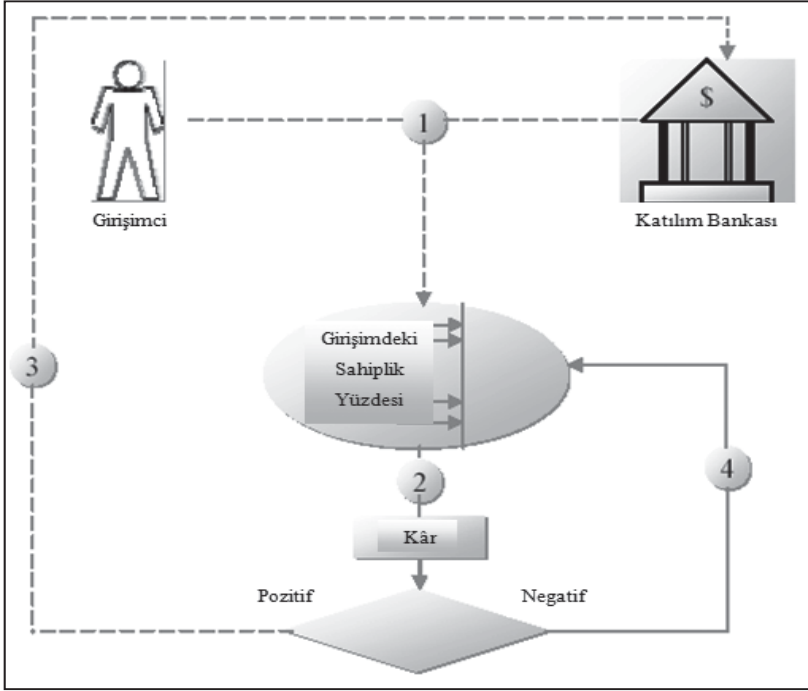 $
1
Girişimci
Katılım Bankası
Girişimdeki
Sahiplik
Yüzdesi
3
4
2
Kâr
Pozitif
Negatif